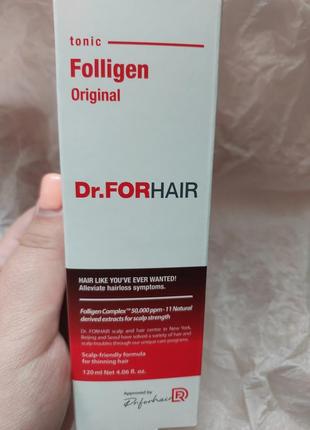 tonic
Folligen
Original
Dr.FORHAIR
HAIR LIKE YOU'VE EVER WANTED!
Alleviate hairloss symptoms.
Folligen Complex™ 50,000 ppm - 11 Natural
derived extracts for scalp strength
Dr. FORHAIR scalp and hair centre in New York,
Beijing and Seoul have solved a variety of hair and
scalp troubles through our unique care programs.
Scalp-friendly formula
for thinning hair
120 ml Net 4.06 fl. oz.
Approved by
Dr.forhair